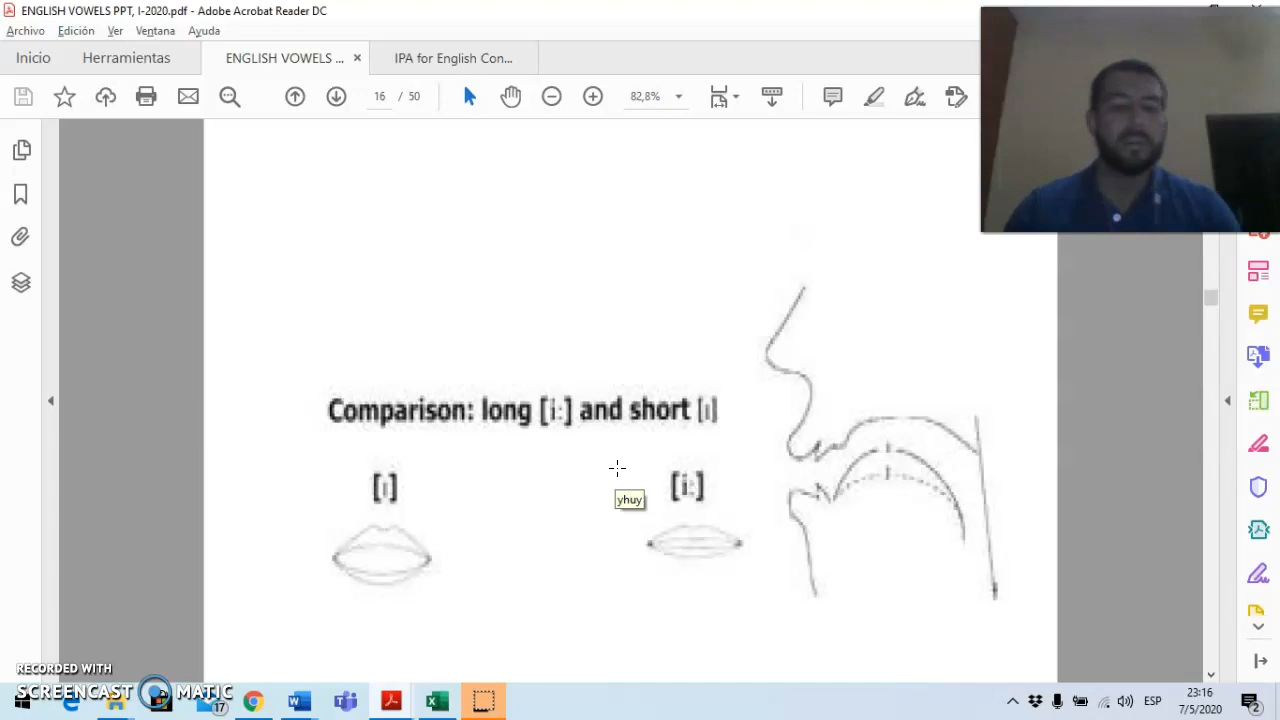 ENGLISH VOWELS PPT, I-2020.pdf - Adobe Acrobat Reader DC
Archivo Edición Ver Ventana Ayuda
Inicio Herramientas ENGLISH VOWELS ... × IPA for English Con...
16 / 50 82,8%
Comparison: long [i:] and short [ı]
[ı] [i:]
yhuy
RECORDED WITH
SCREENCAST MATIC
17 ESP 23:16
7/5/2020 2